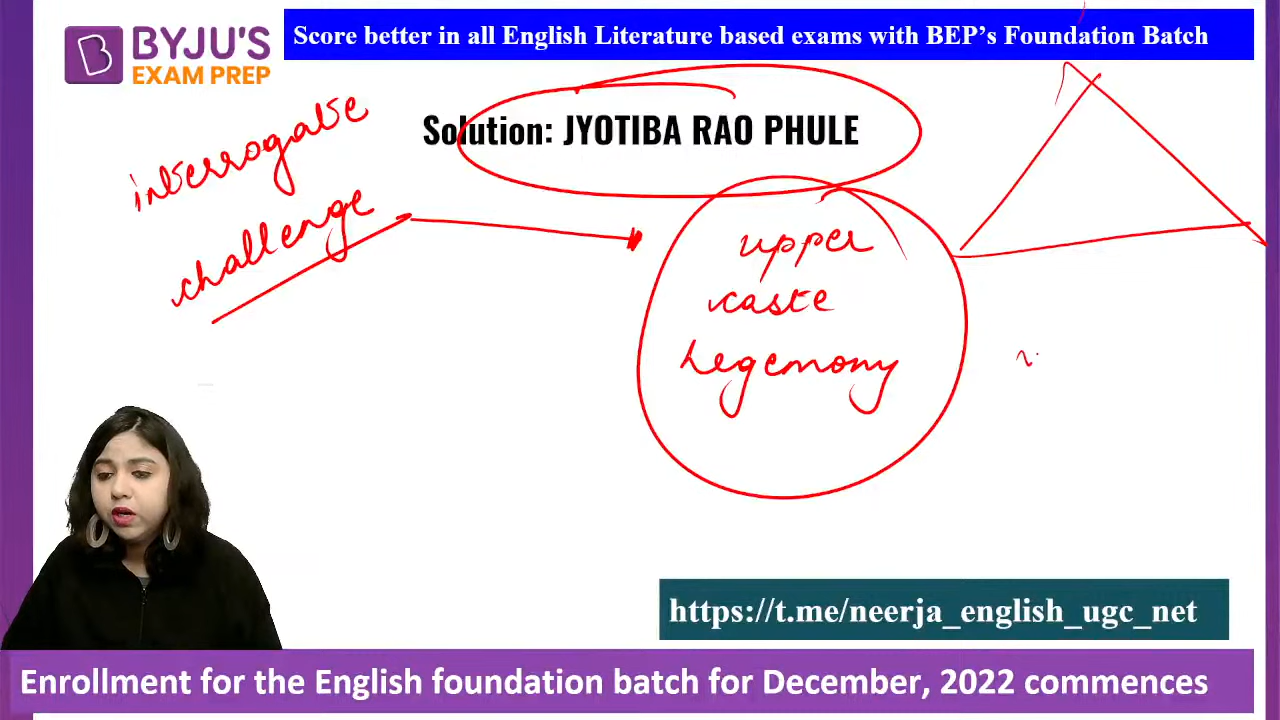 BYJU'S
EXAM PREP
Score better in all English Literature based exams with BEP's Foundation Batch
Solution: JYOTIBA RAO PHULE
interrogate
challenge
upper
caste
hegemony
https://t.me/neerja_english_ugc_net
Enrollment for the English foundation batch for December, 2022 commences